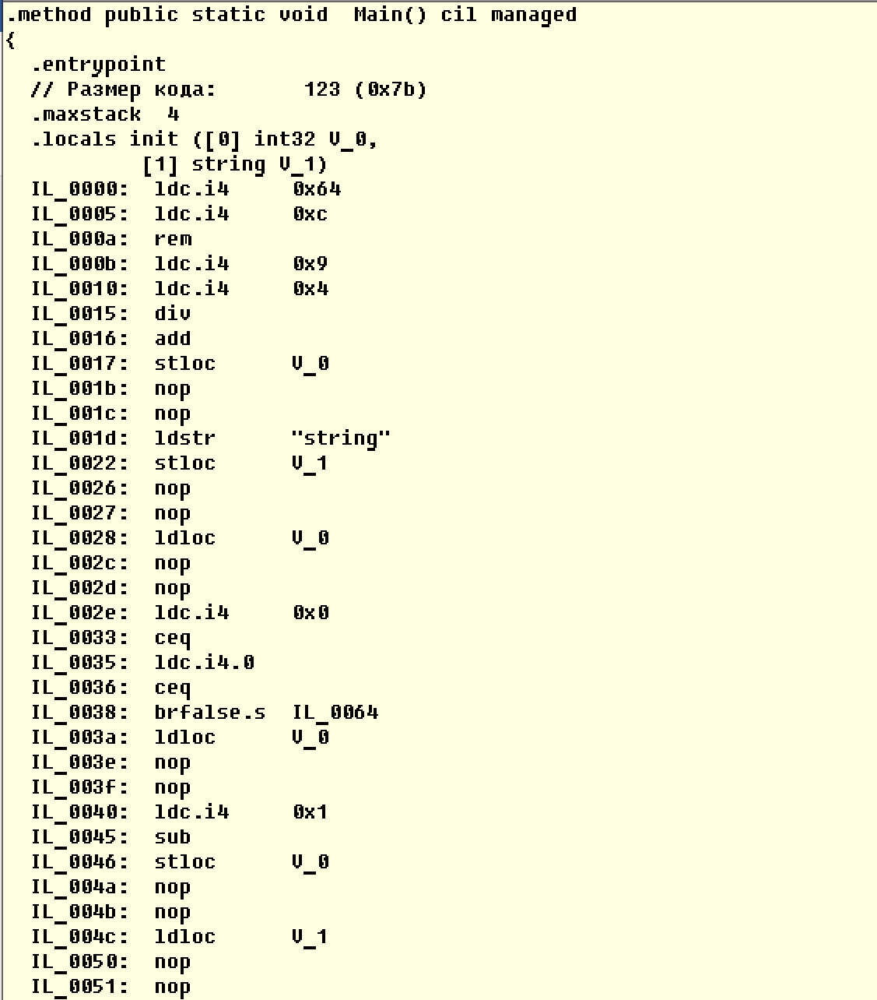 .method public static void  Main() cil managed
{
  .entrypoint
  // Размер кода:       123 (0x7b)
  .maxstack  4
  .locals init ([0] int32 V_0,
           [1] string V_1)
  IL_0000:  ldc.i4     0x64
  IL_0005:  ldc.i4     0xc
  IL_000a:  rem
  IL_000b:  ldc.i4     0x9
  IL_0010:  ldc.i4     0x4
  IL_0015:  div
  IL_0016:  add
  IL_0017:  stloc      V_0
  IL_001b:  nop
  IL_001c:  nop
  IL_001d:  ldstr      "string"
  IL_0022:  stloc      V_1
  IL_0026:  nop
  IL_0027:  nop
  IL_0028:  ldloc      V_0
  IL_002c:  nop
  IL_002d:  nop
  IL_002e:  ldc.i4     0x0
  IL_0033:  ceq
  IL_0035:  ldc.i4.0
  IL_0036:  ceq
  IL_0038:  brfalse.s  IL_0064
  IL_003a:  ldloc      V_0
  IL_003e:  nop
  IL_003f:  nop
  IL_0040:  ldc.i4     0x1
  IL_0045:  sub
  IL_0046:  stloc      V_0
  IL_004a:  nop
  IL_004b:  nop
  IL_004c:  ldloc      V_1
  IL_0050:  nop
  IL_0051:  nop